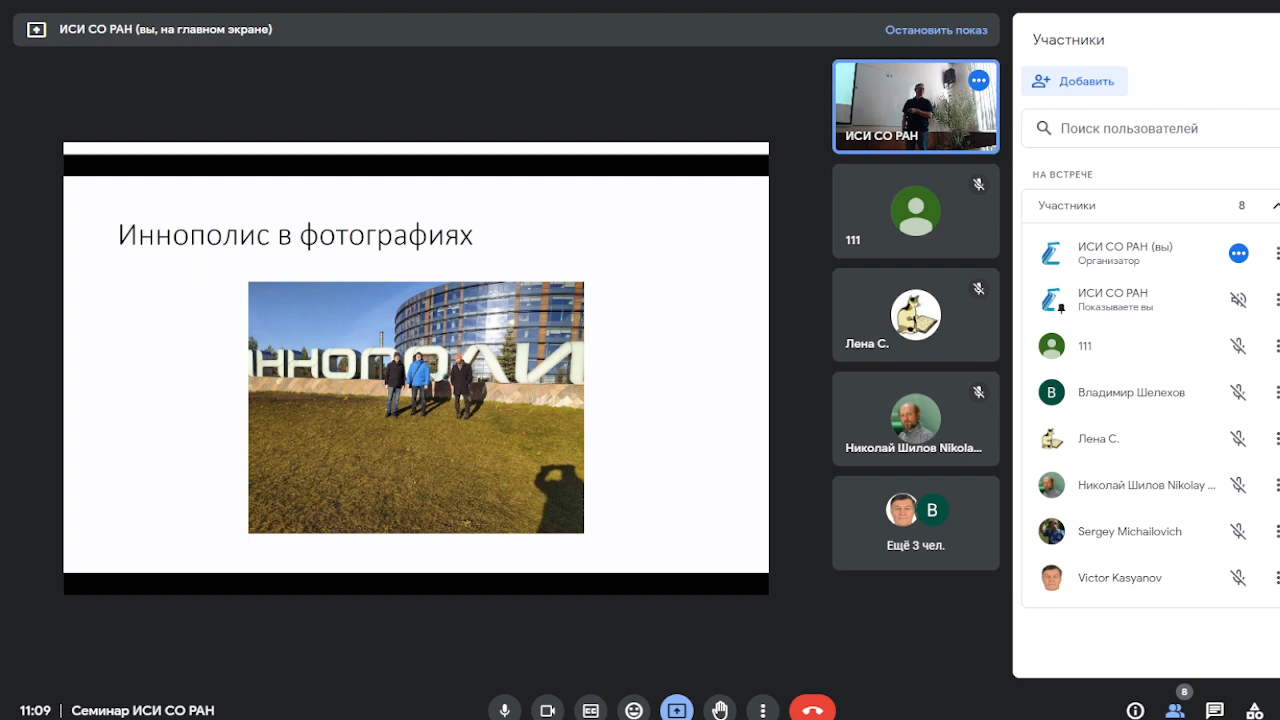 ИСИ СО РАН (вы, на главном экране)
Остановить показ
Иннополис в фотографиях
ИННОПОЛИ
ИСИ СО РАН
111
Лена С.
Николай Шилов Nikola...
В
Ещё 3 чел.
Участники
Добавить
Поиск пользователей
НА ВСТРЕЧЕ
Участники 8
ИСИ СО РАН (вы)
Организатор
ИСИ СО РАН
Показываете вы
111
В Владимир Шелехов
Лена С.
Николай Шилов Nikolay ...
Sergey Michailovich
Victor Kasyanov
11:09 | Семинар ИСИ СО РАН
8